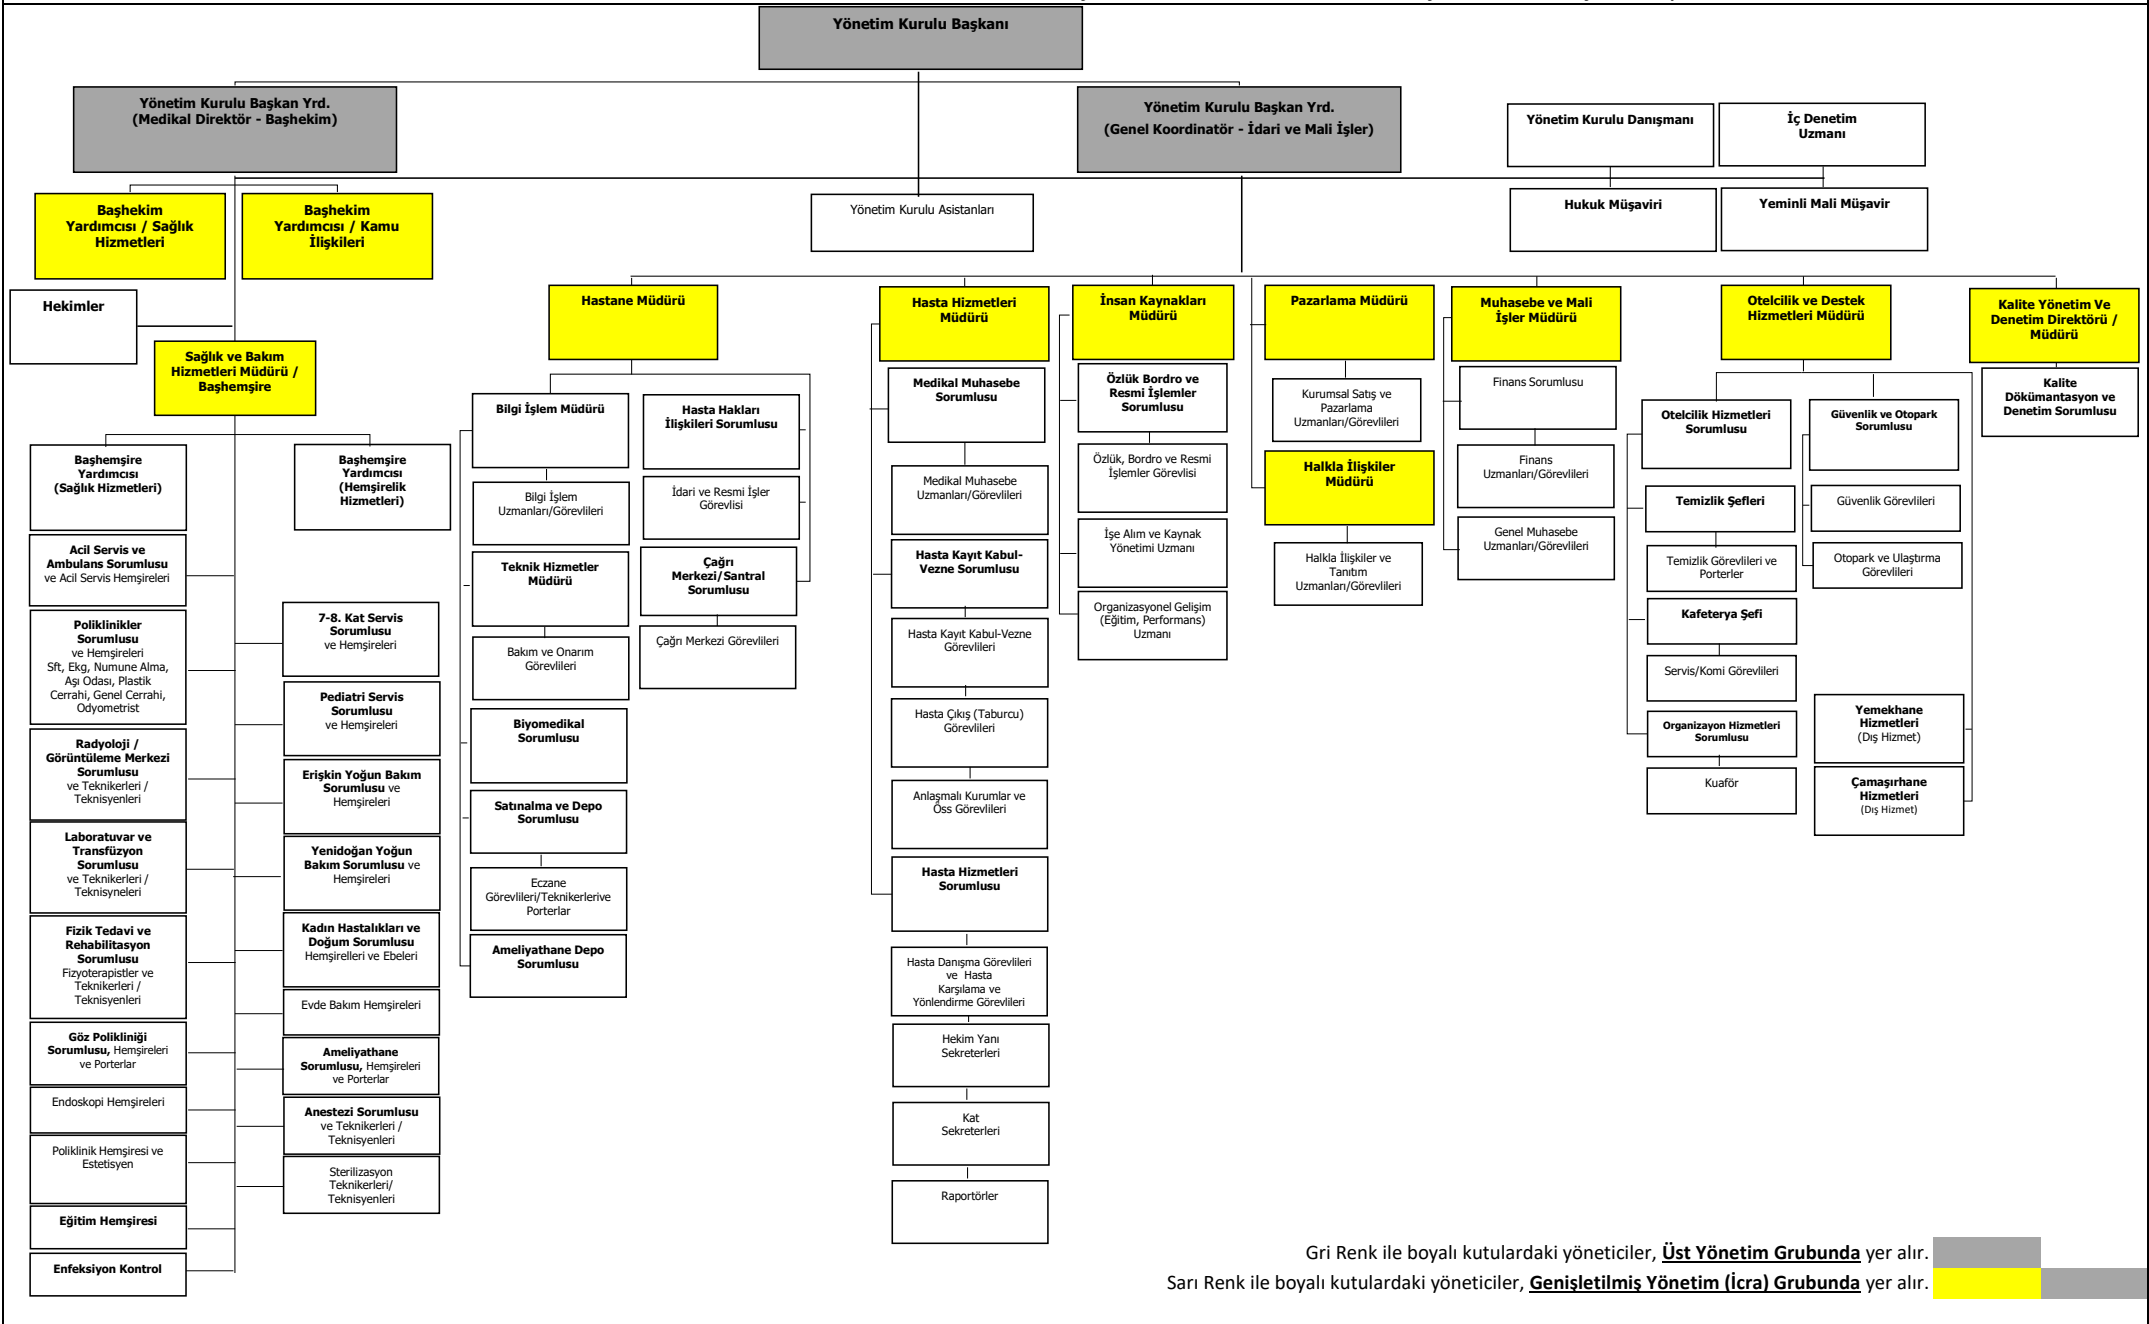 Yönetim Kurulu Başkanı
Yönetim Kurulu Başkan Yrd.
(Medikal Direktör - Başhekim)
Yönetim Kurulu Başkan Yrd.
(Genel Koordinatör - İdari ve Mali İşler)
Yönetim Kurulu Danışmanı
İç Denetim
Uzmanı
Başhekim
Yardımcısı / Sağlık
Hizmetleri
Başhekim
Yardımcısı / Kamu
İlişkileri
Yönetim Kurulu Asistanları
Hukuk Müşaviri
Yeminli Mali Müşavir
Hekimler
Sağlık ve Bakım
Hizmetleri Müdürü /
Başhemşire
Hastane Müdürü
Hasta Hizmetleri
Müdürü
İnsan Kaynakları
Müdürü
Pazarlama Müdürü
Muhasebe ve Mali
İşler Müdürü
Otelcilik ve Destek
Hizmetleri Müdürü
Kalite Yönetim Ve
Denetim Direktörü /
Müdürü
Başhemşire
Yardımcısı
(Sağlık Hizmetleri)
Acil Servis ve
Ambulans Sorumlusu
ve Acil Servis Hemşireleri
Poliklinikler
Sorumlusu
ve Hemşireleri
Sft, Ekg, Numune Alma,
Aşı Odası, Plastik
Cerrahi, Genel Cerrahi,
Odyometrist
Radyoloji /
Görüntüleme Merkezi
Sorumlusu
ve Teknikerleri /
Teknisyenleri
Laboratuvar ve
Transfüzyon
Sorumlusu
ve Teknikerleri /
Teknisyneleri
Fizik Tedavi ve
Rehabilitasyon
Sorumlusu
Fizyoterapistler ve
Teknikerleri /
Teknisyenleri
Göz Polikiniği
Sorumlusu, Hemşireleri
ve Porterlar
Endoskopi Hemşireleri
Poliklinik Hemşiresi ve
Estetisyen
Eğitim Hemşiresi
Enfeksiyon Kontrol
Başhemşire
Yardımcısı
(Hemşirelik
Hizmetleri)
7-8. Kat Servis
Sorumlusu
ve Hemşireleri
Pediatri Servis
Sorumlusu
ve Hemşireleri
Erişkin Yoğun Bakım
Sorumlusu ve
Hemşireleri
Yenidoğan Yoğun
Bakım Sorumlusu ve
Hemşireleri
Kadın Hastalıkları ve
Doğum Sorumlusu
Hemşirelleri ve Ebeleri
Evde Bakım Hemşireleri
Ameliyathane
Sorumlusu, Hemşireleri
ve Porterlar
Anestezi Sorumlusu
ve Teknikerleri /
Teknisyenleri
Sterilizasyon
Teknikerleri/
Teknisyenleri
Bilgi İşlem Müdürü
Bilgi İşlem
Uzmanları/Görevlileri
Teknik Hizmetler
Müdürü
Bakım ve Onarım
Görevlileri
Biyomedikal
Sorumlusu
Satınalma ve Depo
Sorumlusu
Eczane
Görevlileri/Teknikerlerive
Porterlar
Ameliyathane Depo
Sorumlusu
Hasta Hakları
İlişkileri Sorumlusu
İdari ve Resmi İşler
Görevlisi
Çağrı
Merkezi/Santral
Sorumlusu
Çağrı Merkezi Görevlileri
Medikal Muhasebe
Sorumlusu
Medikal Muhasebe
Uzmanları/Görevlileri
Hasta Kayıt Kabul-
Vezne Sorumlusu
Hasta Kayıt Kabul-Vezne
Görevlileri
Hasta Çıkış (Taburcu)
Görevlileri
Anlaşmalı Kurumlar ve
Öss Görevlileri
Hasta Hizmetleri
Sorumlusu
Hasta Danışma Görevlileri
ve Hasta
Karşılama ve
Yönlendirme Görevlileri
Hekim Yanı
Sekreterleri
Kat
Sekreterleri
Raportörler
Özlük Bordro ve
Resmi İşlemler
Sorumlusu
Özlük, Bordro ve Resmi
İşlemler Görevlisi
İşe Alım ve Kaynak
Yönetimi Uzmanı
Organizasyonel Gelişim
(Eğitim, Performans)
Uzmanı
Kurumsal Satış ve
Pazarlama
Uzmanları/Görevlileri
Halkla İlişkiler
Müdürü
Halkla İlişkiler ve
Tanıtım
Uzmanları/Görevlileri
Finans Sorumlusu
Finans
Uzmanları/Görevlileri
Genel Muhasebe
Uzmanları/Görevlileri
Otelcilik Hizmetleri
Sorumlusu
Temizlik Şefleri
Temizlik Görevlileri ve
Porterler
Kafeterya Şefi
Servis/Komi Görevlileri
Organizayon Hizmetleri
Sorumlusu
Kuaför
Güvenlik ve Otopark
Sorumlusu
Güvenlik Görevlileri
Otopark ve Ulaştırma
Görevlileri
Yemekhane
Hizmetleri
(Dış Hizmet)
Çamaşırhane
Hizmetleri
(Dış Hizmet)
Kalite
Dökümantasyon ve
Denetim Sorumlusu
Gri Renk ile boyalı kutulardaki yöneticiler, Üst Yönetim Grubunda yer alır.
Sarı Renk ile boyalı kutulardaki yöneticiler, Genişletilmiş Yönetim (İcra) Grubunda yer alır.